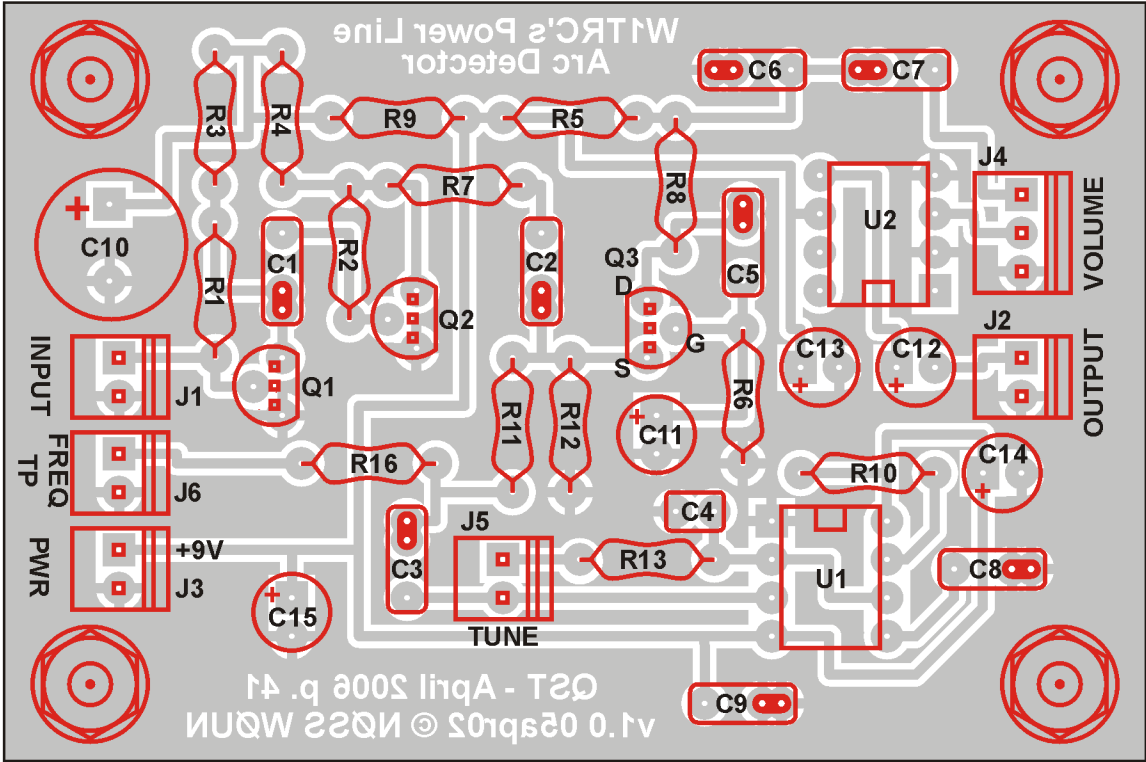 W1TRC's Power Line
Arc Detector
C6
C7
R3
R4
R9
R5
J4
R7
R8
VOLUME
+
C10
R1
C1
R2
C2
Q3
D
C5
U2
Q2
G
S
J2
INPUT
J1
Q1
C13
+
C12
+
OUTPUT
R6
R11
R12
+
C11
FREQ
TP
J6
R16
R10
C14
+
J5
C4
PWR
+9V
J3
C3
R13
U1
C8
+
C15
TUNE
QST - April 2006 p. 41
v1.0 05apr02 © NØSS WØUN
C9